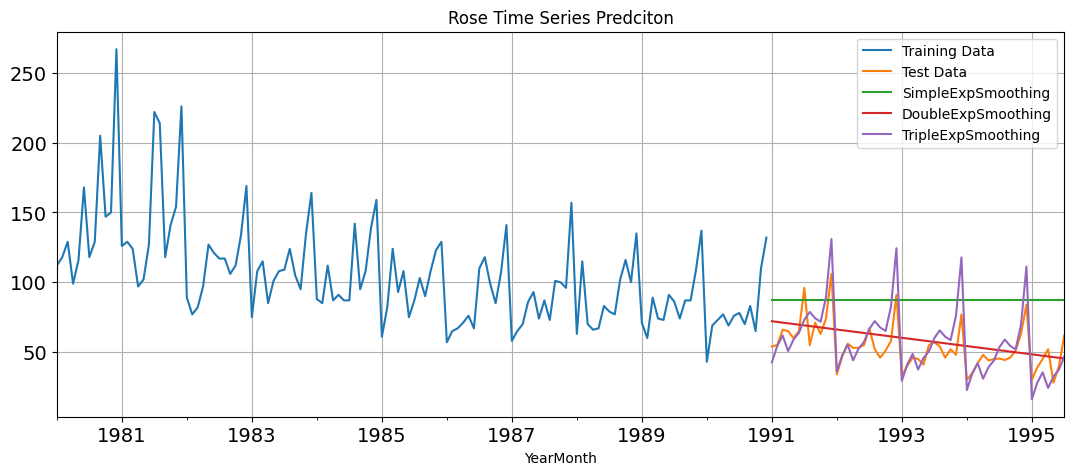 Rose Time Series Predciton
Training Data
Test Data
SimpleExpSmoothing
DoubleExpSmoothing
TripleExpSmoothing
250
200
150
100
50
1981 1983 1985 1987 1989 1991 1993 1995
YearMonth